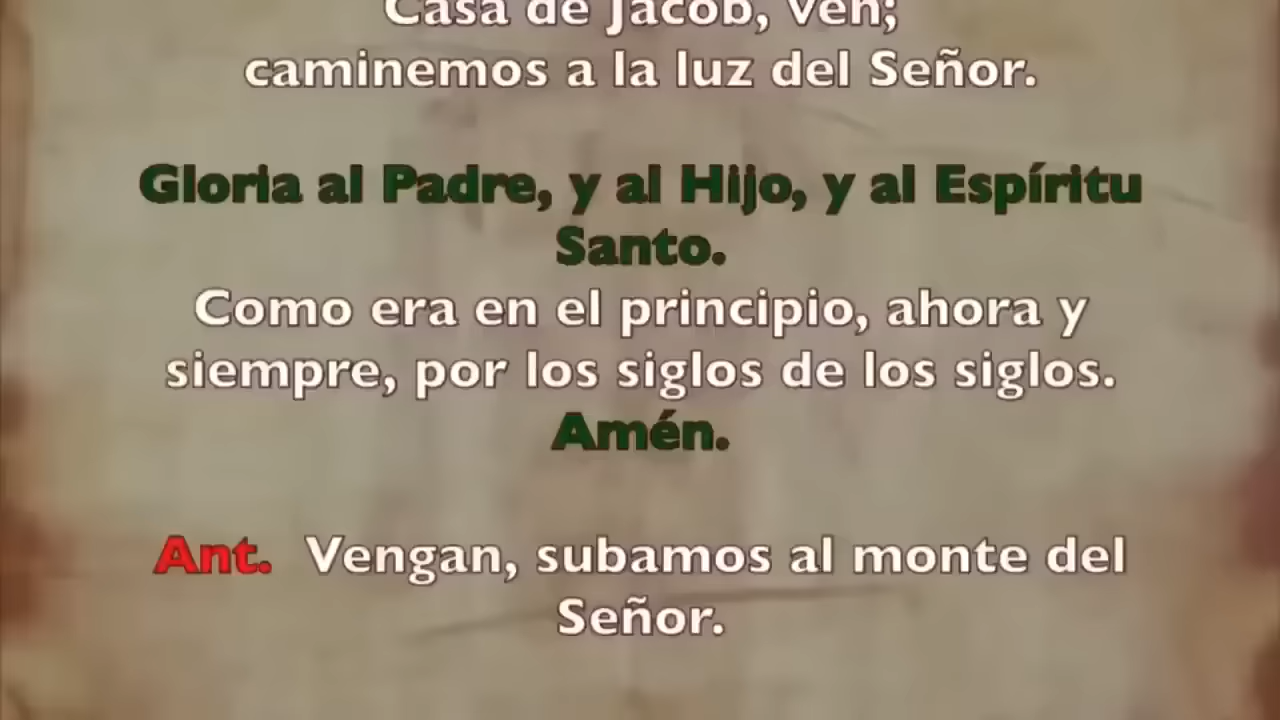 Casa de Jacob, ven;
caminemos a la luz del Señor.
Gloria al Padre, y al Hijo, y al Espíritu
Santo.
Como era en el principio, ahora y
siempre, por los siglos de los siglos.
Amén.
Ant. Vengan, subamos al monte del
Señor.